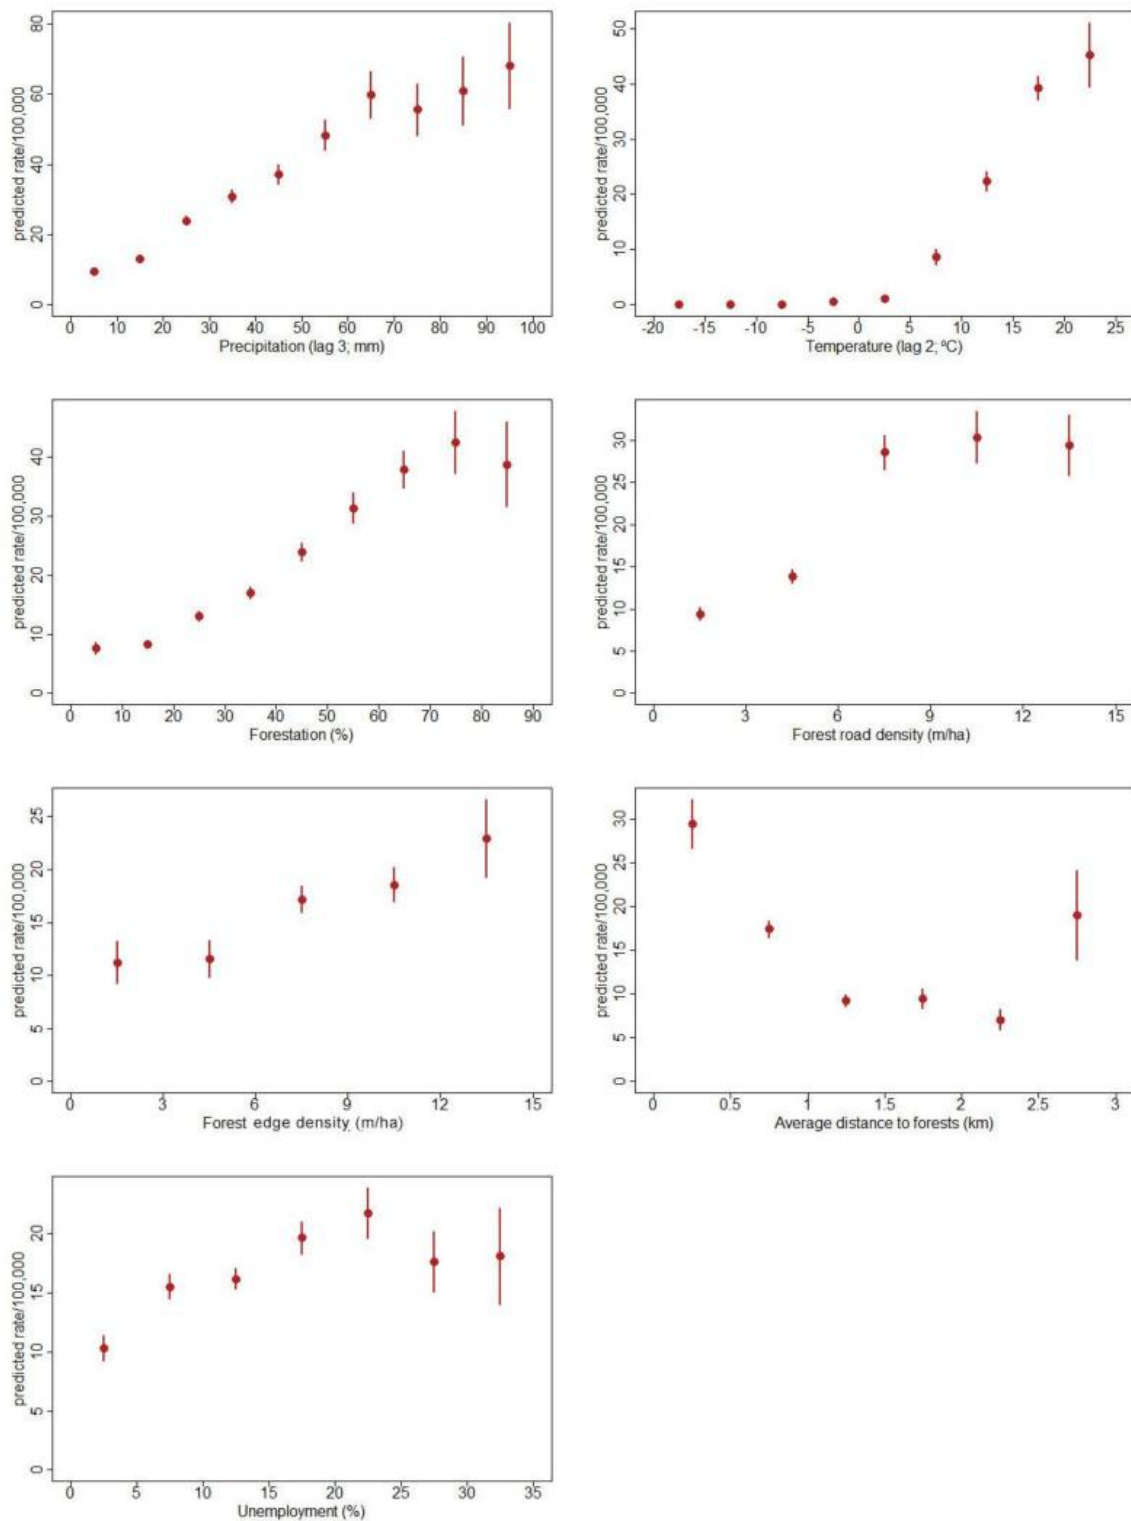 predicted rate/100,000
80
60
40
20
0
0 10 20 30 40 50 60 70 80 90 100
Precipitation (lag 3; mm)
predicted rate/100,000
50
40
30
20
10
0
-20 -15 -10 -5 0 5 10 15 20 25
Temperature (lag 2; ºC)
predicted rate/100,000
40
30
20
10
0
0 10 20 30 40 50 60 70 80 90
Forestation (%)
predicted rate/100,000
30
25
20
15
10
5
0
0 3 6 9 12 15
Forest road density (m/ha)
predicted rate/100,000
25
20
15
10
5
0
0 3 6 9 12 15
Forest edge density (m/ha)
predicted rate/100,000
30
25
20
15
10
5
0
0 0.5 1 1.5 2 2.5 3
Average distance to forests (km)
predicted rate/100,000
20
15
10
5
0
0 5 10 15 20 25 30 35
Unemployment (%)